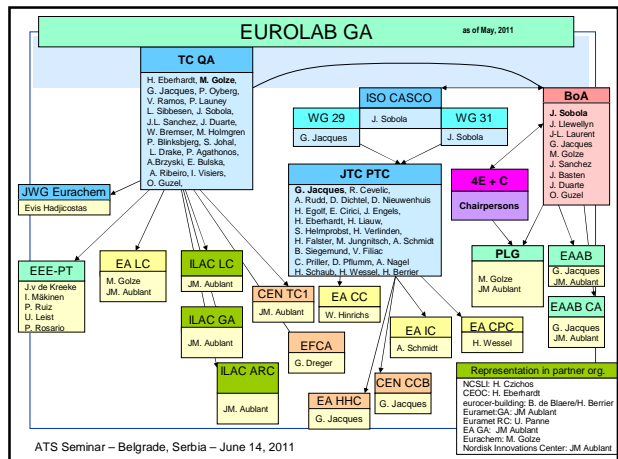 EUROLAB GA
as of May, 2011
TC QA
H. Eberhardt, M. Golze,
G. Jacques, P. Oyberg,
V. Ramos, P. Launey
L. Sibbesen, J. Sobola,
J.L. Sanchez, J. Duarte,
W. Bremser, M. Holmgren
P. Blinksbjerg, S. Johal,
L. Drake, P. Agathonos,
A.Brzyski, E. Bulska,
A. Ribeiro, I. Visiers,
O. Guzel,
ISO CASCO
J. Sobola
WG 29
G. Jacques
WG 31
J. Sobola
BoA
J. Sobola
J. Llewellyn
J-L. Laurent
G. Jacques
M. Golze
J. Sanchez
J. Basten
J. Duarte
O. Guzel
JTC PTC
G. Jacques, R. Cevelic,
A. Rudd, D. Dichtel, D. Nieuwenhuis
H. Egolf, E. Cirici, J. Engels,
H. Eberhardt, H. Liauw,
S. Helmprobst, H. Verlinden,
H. Falster, M. Jungnitsch, A. Schmidt
B. Siegemund, V. Filiac
C. Priller, D. Pflumm, A. Nagel
H. Schaub, H. Wessel, H. Berrier
4E + C
Chairpersons
JWG Eurachem
Evis Hadjicostas
EEE-PT
J.v de Kreeke
I. Mäkinen
P. Ruiz
U. Leist
P. Rosario
EA LC
M. Golze
JM. Aublant
ILAC LC
JM. Aublant
ILAC GA
JM. Aublant
ILAC ARC
JM. Aublant
CEN TC1
JM. Aublant
EFCA
G. Dreger
EA CC
W. Hinrichs
EA HHC
G. Jacques
CEN CCB
G. Jacques
EA IC
A. Schmidt
EA CPC
H. Wessel
PLG
M. Golze
JM Aublant
EAAB
G. Jacques
JM. Aublant
EAAB CA
G. Jacques
JM. Aublant
Representation in partner org.
NCSLI: H. Czichos
CEOC: H. Eberhardt
eurocer-building: B. de Blaere/H. Berrier
Euramet:GA: JM Aublant
Euramet RC: U. Panne
EA GA: JM Aublant
Eurachem: M. Golze
Nordisk Innovations Center: JM Aublant
ATS Seminar – Belgrade, Serbia – June 14, 2011